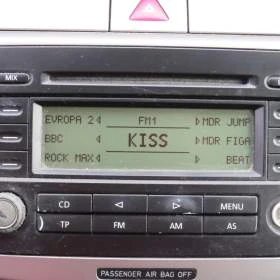 MIX
EVROPA 2 FM1 MDR JUMP
BBC KISS MDR FIGA
ROCK MAX BEAT
CD MENU
TP FM AM AS
PASSENGER AIR BAG OFF